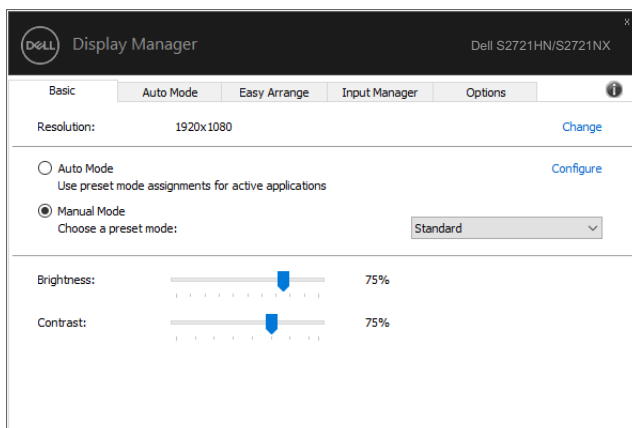 x
DELL Display Manager Dell S2721HN/S2721NX
Basic Auto Mode Easy Arrange Input Manager Options i
Resolution: 1920x1080 Change
Auto Mode Configure
Use preset mode assignments for active applications
Manual Mode
Choose a preset mode: Standard
Brightness: 75%
Contrast: 75%